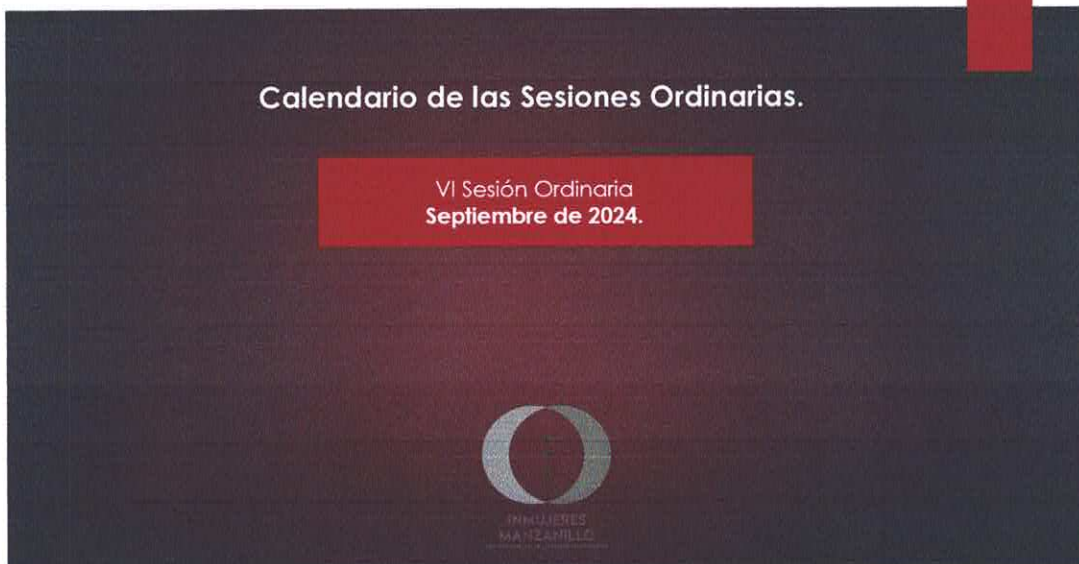 Calendario de las Sesiones Ordinarias.
VI Sesión Ordinaria
Septiembre de 2024.
INMUJERES
MANZANILLO